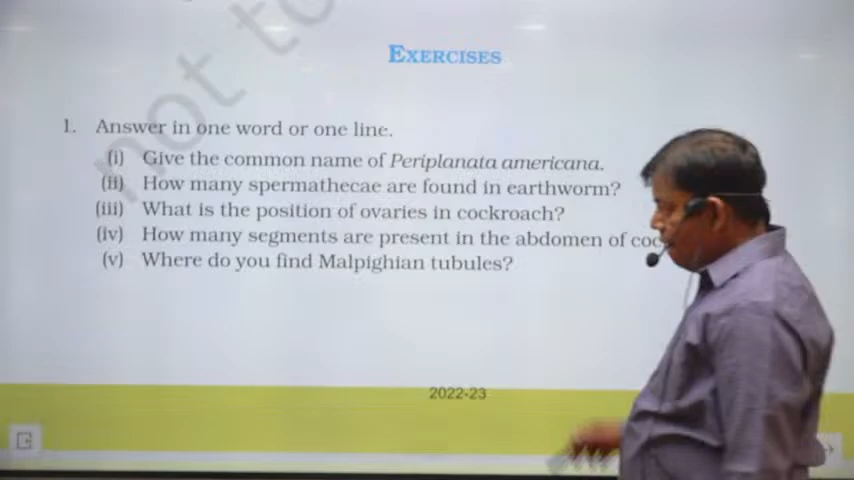 not to
EXERCISES
1. Answer in one word or one line.
(i) Give the common name of Periplanata americana.
(ii) How many spermathecae are found in earthworm?
(iii) What is the position of ovaries in cockroach?
(iv) How many segments are present in the abdomen of
(v) Where do you find Malpighian tubules?
2022-23